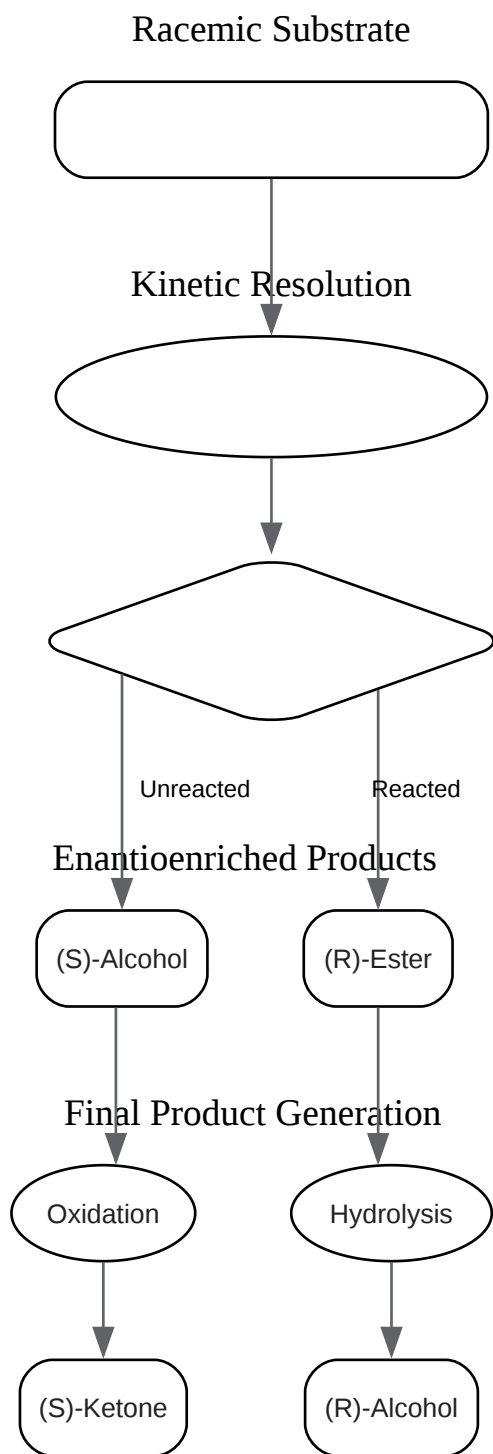 Racemic Substrate
Kinetic Resolution
Unreacted
Reacted
Enantioenriched Products
(S)-Alcohol
(R)-Ester
Final Product Generation
Oxidation
Hydrolysis
(S)-Ketone
(R)-Alcohol